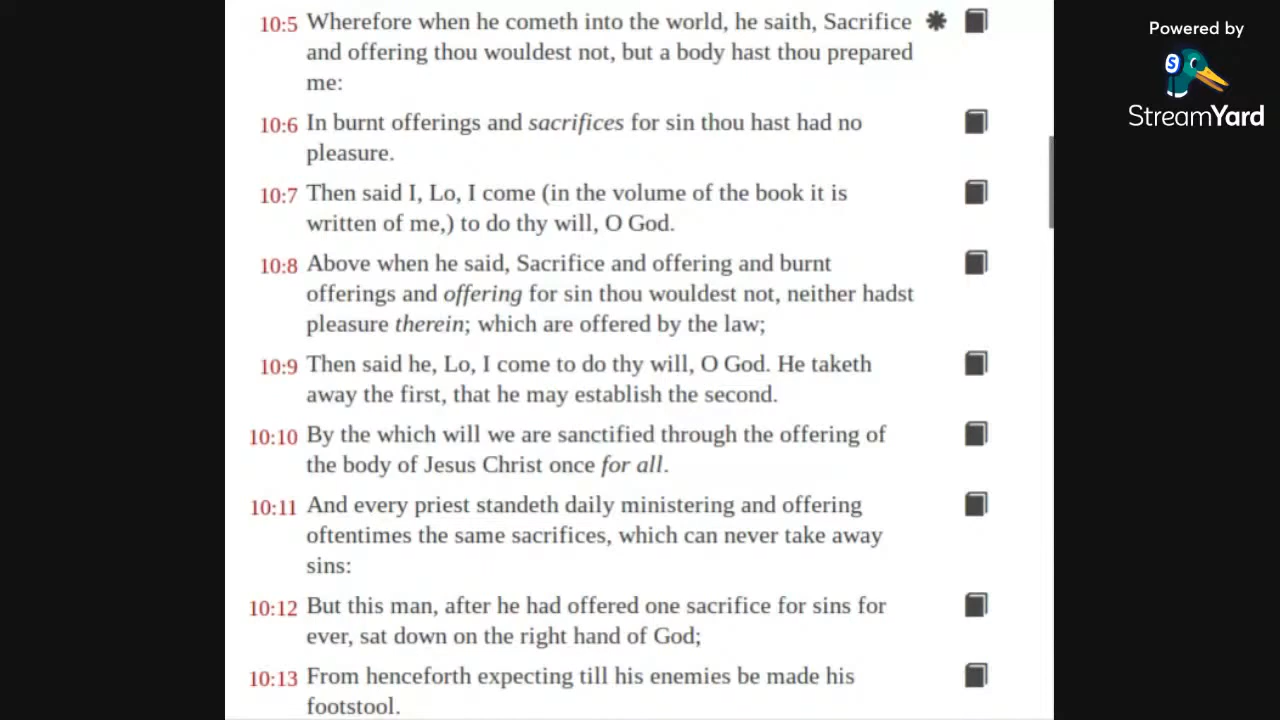 10:5 Wherefore when he cometh into the world, he saith, Sacrifice
and offering thou wouldest not, but a body hast thou prepared
me:
10:6 In burnt offerings and sacrifices for sin thou hast had no
pleasure.
10:7 Then said I, Lo, I come (in the volume of the book it is
written of me,) to do thy will, O God.
10:8 Above when he said, Sacrifice and offering and burnt
offerings and offering for sin thou wouldest not, neither hadst
pleasure therein; which are offered by the law;
10:9 Then said he, Lo, I come to do thy will, O God. He taketh
away the first, that he may establish the second.
10:10 By the which will we are sanctified through the offering of
the body of Jesus Christ once for all.
10:11 And every priest standeth daily ministering and offering
oftentimes the same sacrifices, which can never take away
sins:
10:12 But this man, after he had offered one sacrifice for sins for
ever, sat down on the right hand of God;
10:13 From henceforth expecting till his enemies be made his
footstool.
Powered by
S
StreamYard